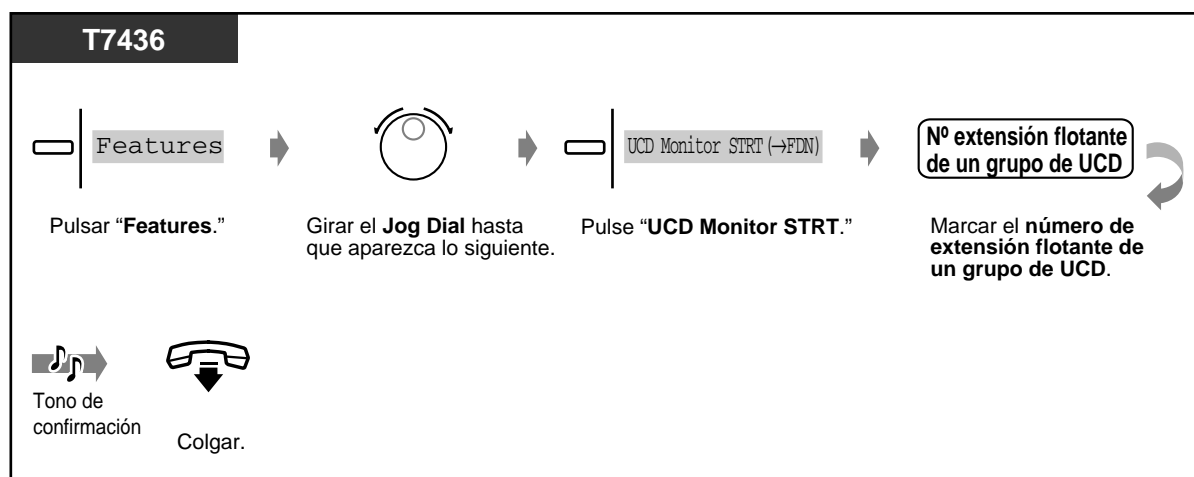 T7436
Features
UCD Monitor STRT (→FDN)
Nº extensión flotante
de un grupo de UCD
Pulsar “Features.”
Girar el Jog Dial hasta
que aparezca lo siguiente.
Pulse “UCD Monitor STRT.”
Marcar el número de
extensión flotante de
un grupo de UCD.
Tono de
confirmación
Colgar.